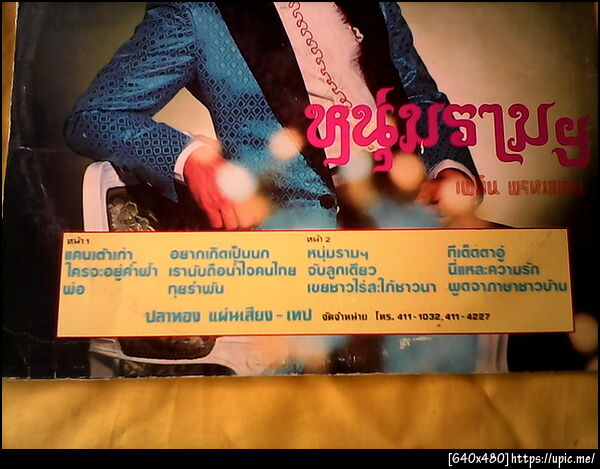 หนุ่มรามฯ
เพลิน พรหมแดน
หน้า 1 หน้า 2
แคนเต้าเก่า อยากเกิดเป็นนก หนุ่มรามฯ ทีเด็ดตาอู๋
ใครจะอยู่ค้ำฟ้า เรานับถือน้ำใจคนไทย จับลูกเดียว นี่แหละความรัก
พ่อ กุยรำพัน เขยชาวไร่สะใภ้ชาวนา พูดจาภาษาชาวบ้าน
ปลาทอง แผ่นเสียง - เทป จัดจำหน่าย โทร. 411-1032, 411-4227
[640x480] https://upic.me/